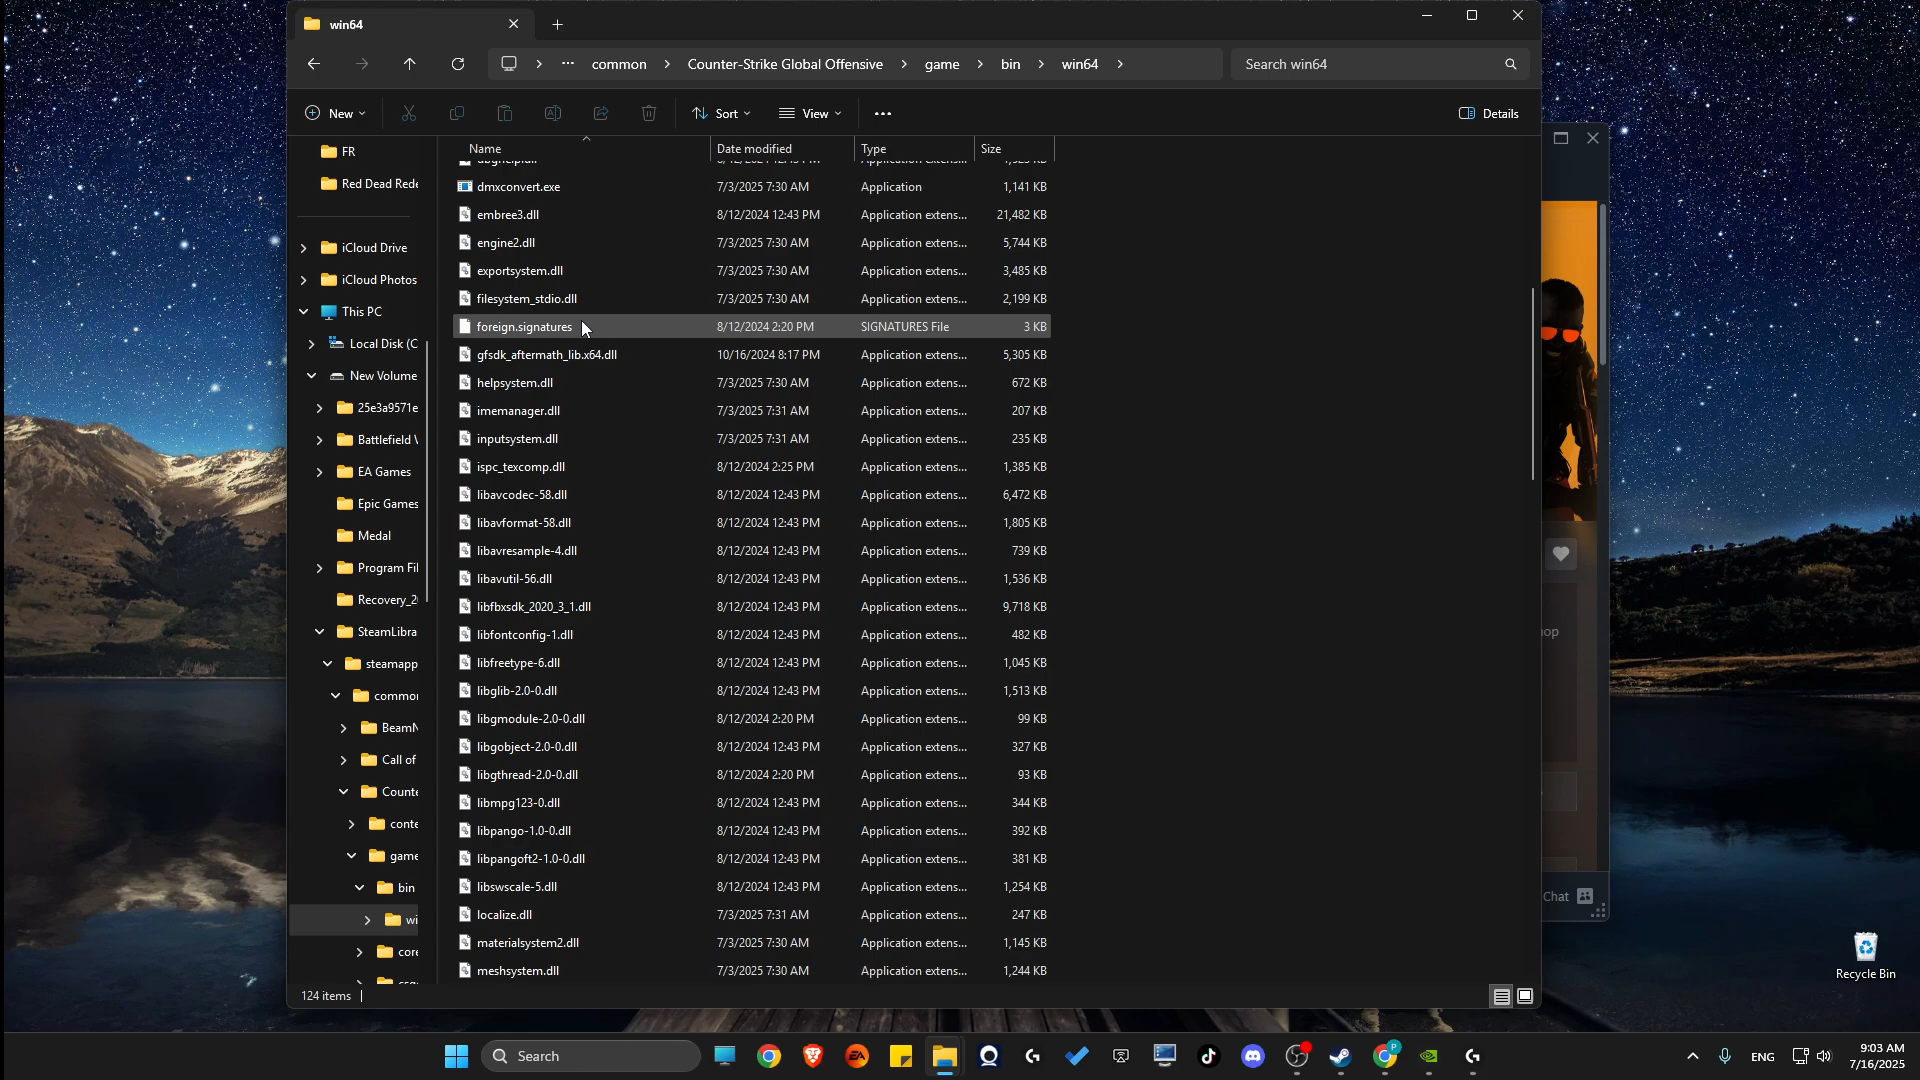 win64
common
Counter-Strike Global Offensive
game
bin
win64
Search win64
New
Sort
View
Details
FR
Red Dead Rede
iCloud Drive
iCloud Photos
This PC
Local Disk (C
New Volume
25e3a9571e
Battlefield V
EA Games
Epic Games
Medal
Program Fil
Recovery_2
SteamLibra
steamapp
common
BeamN
Call of
Counte
conte
game
bin
wi
core
Name Date modified Type Size
dmxconvert.exe 7/3/2025 7:30 AM Application 1,141 KB
embree3.dll 8/12/2024 12:43 PM Application extens... 21,482 KB
engine2.dll 7/3/2025 7:30 AM Application extens... 5,744 KB
exportsystem.dll 7/3/2025 7:30 AM Application extens... 3,485 KB
filesystem_stdio.dll 7/3/2025 7:30 AM Application extens... 2,199 KB
foreign.signatures 8/12/2024 2:20 PM SIGNATURES File 3 KB
gfsdk_aftermath_lib.x64.dll 10/16/2024 8:17 PM Application extens... 5,305 KB
helpsystem.dll 7/3/2025 7:30 AM Application extens... 672 KB
imemanager.dll 7/3/2025 7:31 AM Application extens... 207 KB
inputsystem.dll 7/3/2025 7:31 AM Application extens... 235 KB
ispc_texcomp.dll 8/12/2024 2:25 PM Application extens... 1,385 KB
libavcodec-58.dll 8/12/2024 12:43 PM Application extens... 6,472 KB
libavformat-58.dll 8/12/2024 12:43 PM Application extens... 1,805 KB
libavresample-4.dll 8/12/2024 12:43 PM Application extens... 739 KB
libavutil-56.dll 8/12/2024 12:43 PM Application extens... 1,536 KB
libfbxsdk_2020_3_1.dll 8/12/2024 12:43 PM Application extens... 9,718 KB
libfontconfig-1.dll 8/12/2024 12:43 PM Application extens... 482 KB
libfreetype-6.dll 8/12/2024 12:43 PM Application extens... 1,045 KB
libglib-2.0-0.dll 8/12/2024 12:43 PM Application extens... 1,513 KB
libgmodule-2.0-0.dll 8/12/2024 2:20 PM Application extens... 99 KB
libgobject-2.0-0.dll 8/12/2024 12:43 PM Application extens... 327 KB
libgthread-2.0-0.dll 8/12/2024 2:20 PM Application extens... 93 KB
libmpg123-0.dll 8/12/2024 12:43 PM Application extens... 344 KB
libpango-1.0-0.dll 8/12/2024 12:43 PM Application extens... 392 KB
libpangoft2-1.0-0.dll 8/12/2024 12:43 PM Application extens... 381 KB
libswscale-5.dll 8/12/2024 12:43 PM Application extens... 1,254 KB
localize.dll 7/3/2025 7:31 AM Application extens... 247 KB
materialsystem2.dll 7/3/2025 7:30 AM Application extens... 1,145 KB
meshsystem.dll 7/3/2025 7:30 AM Application extens... 1,244 KB
124 items
hop
Chat
Recycle Bin
Search
P
ENG
9:03 AM
7/16/2025